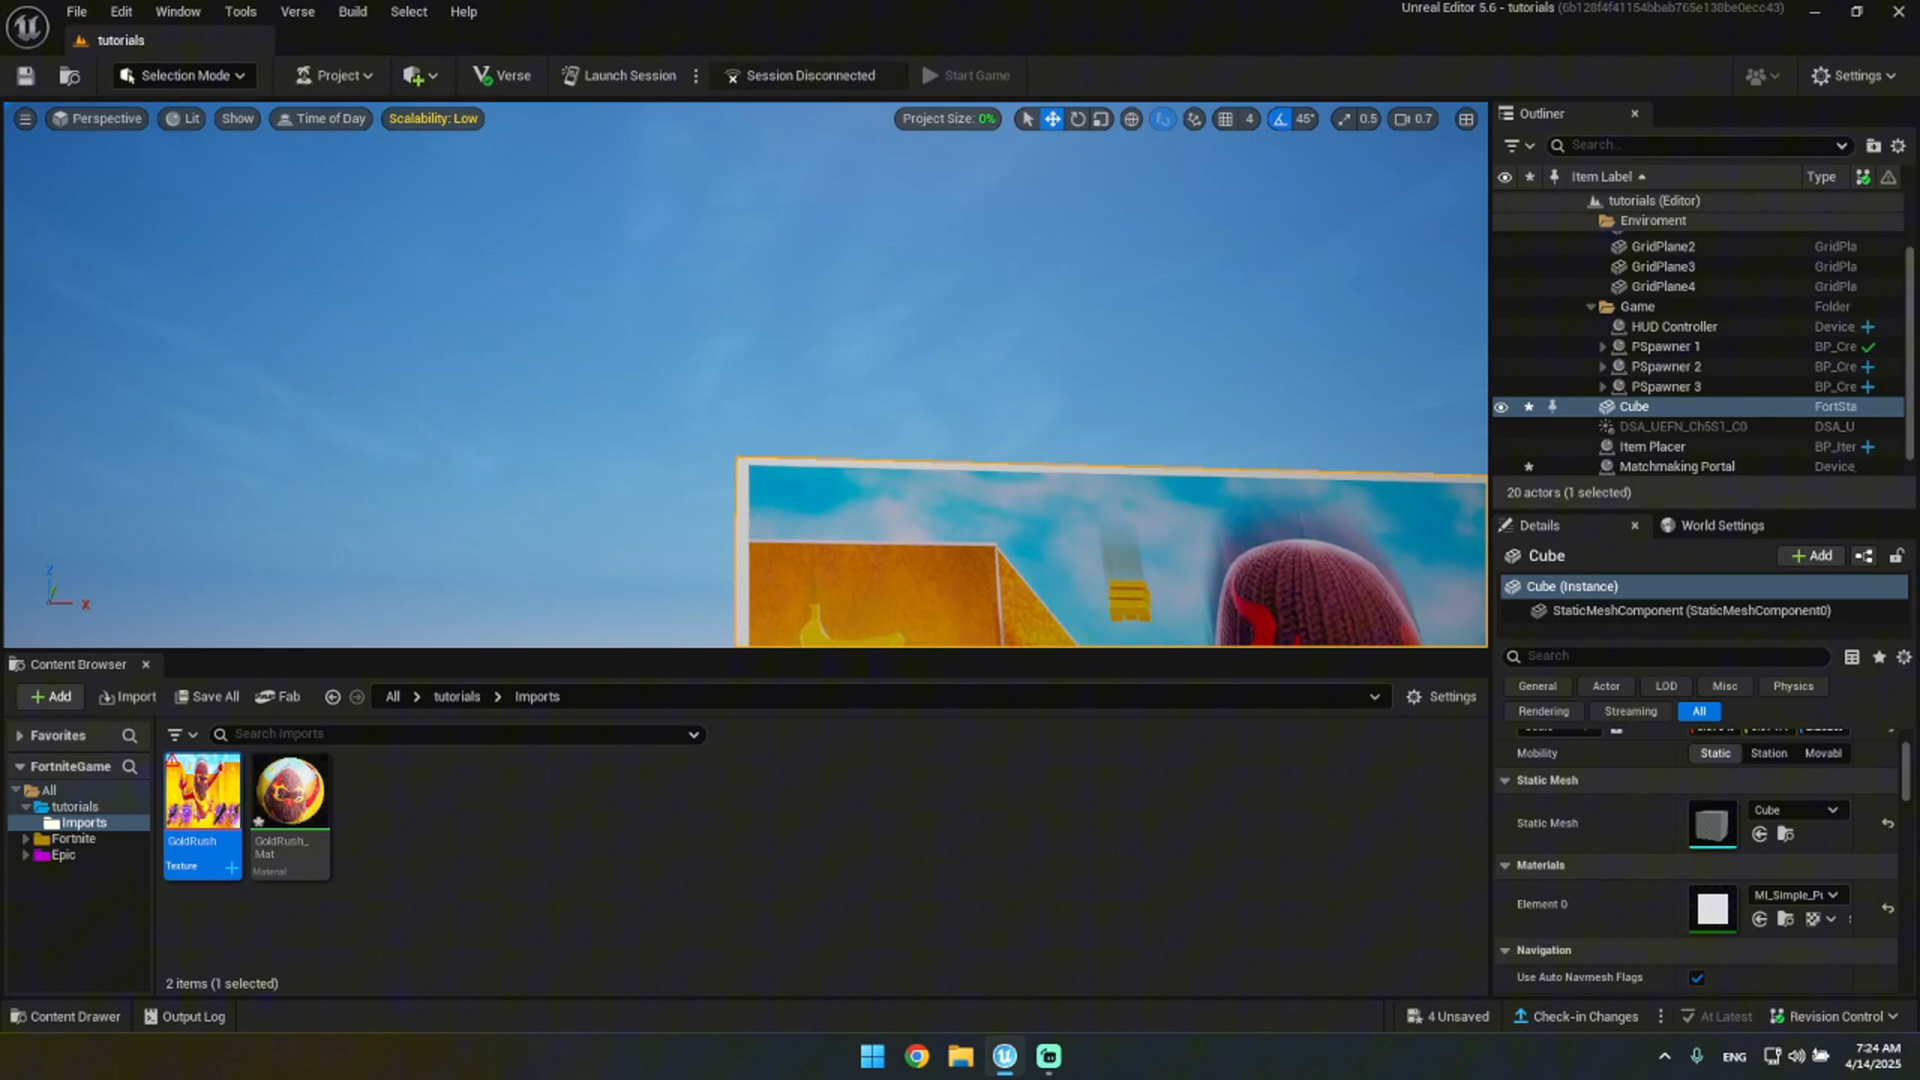 File Edit Window Tools Verse Build Select Help
Unreal Editor 5.6 - tutorials (6b128f4f41154bbab765e138be0ecc43)
tutorials
Selection Mode Project Verse Launch Session Session Disconnected Start Game Settings
Perspective Lit Show Time of Day Scalability: Low Project Size: 0% 4 45° 0.5 0.7
Z
X
Outliner
Search...
Item Label Type
tutorials (Editor)
Enviroment
GridPlane2 GridPla
GridPlane3 GridPla
GridPlane4 GridPla
Game Folder
HUD Controller Device
PSpawner 1 BP_Cre
PSpawner 2 BP_Cre
PSpawner 3 BP_Cre
Cube FortSta
DSA_UEFN_Ch5S1_C0 DSA_U
Item Placer BP_Iter
Matchmaking Portal Device
20 actors (1 selected)
Details World Settings
Cube Add
Cube (Instance)
StaticMeshComponent (StaticMeshComponent0)
Search
General Actor LOD Misc Physics
Rendering Streaming All
Mobility Static Station Movabl
Static Mesh
Static Mesh Cube
Materials
Element 0 MI_Simple_P
Navigation
Use Auto Navmesh Flags
Content Browser
Add Import Save All Fab All tutorials Imports Settings
Favorites
FortniteGame
All
tutorials
Imports
Fortnite
Epic
Search Imports
GoldRush
Texture
GoldRush_
Mat
Material
2 items (1 selected)
Content Drawer Output Log 4 Unsaved Check-in Changes At Latest Revision Control
ENG
7:24 AM
4/14/2025